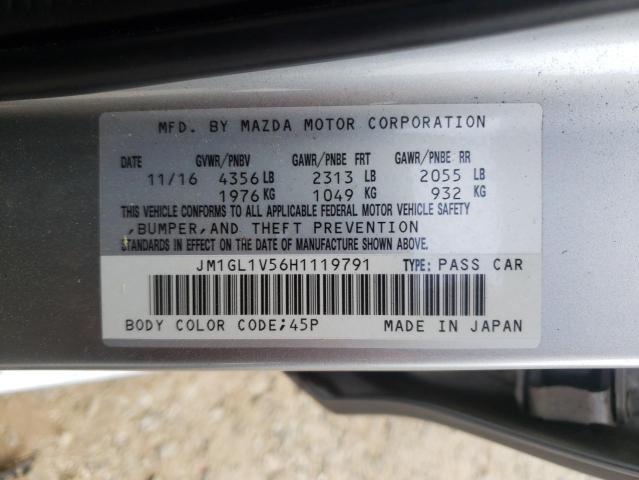 MFD. BY MAZDA MOTOR CORPORATION
DATE GVWR/PNBV GAWR/PNBE FRT GAWR/PNBE RR
11/16 4356 LB 2313 LB 2055 LB
1976 KG 1049 KG 932 KG
THIS VEHICLE CONFORMS TO ALL APPLICABLE FEDERAL MOTOR VEHICLE SAFETY
,BUMPER,AND THEFT PREVENTION
STANDARDS IN EFFECT ON THE DATE OF MANUFACTURE SHOWN ABOVE.
JM1GL1V56H1119791 TYPE: PASS CAR
BODY COLOR CODE;45P MADE IN JAPAN